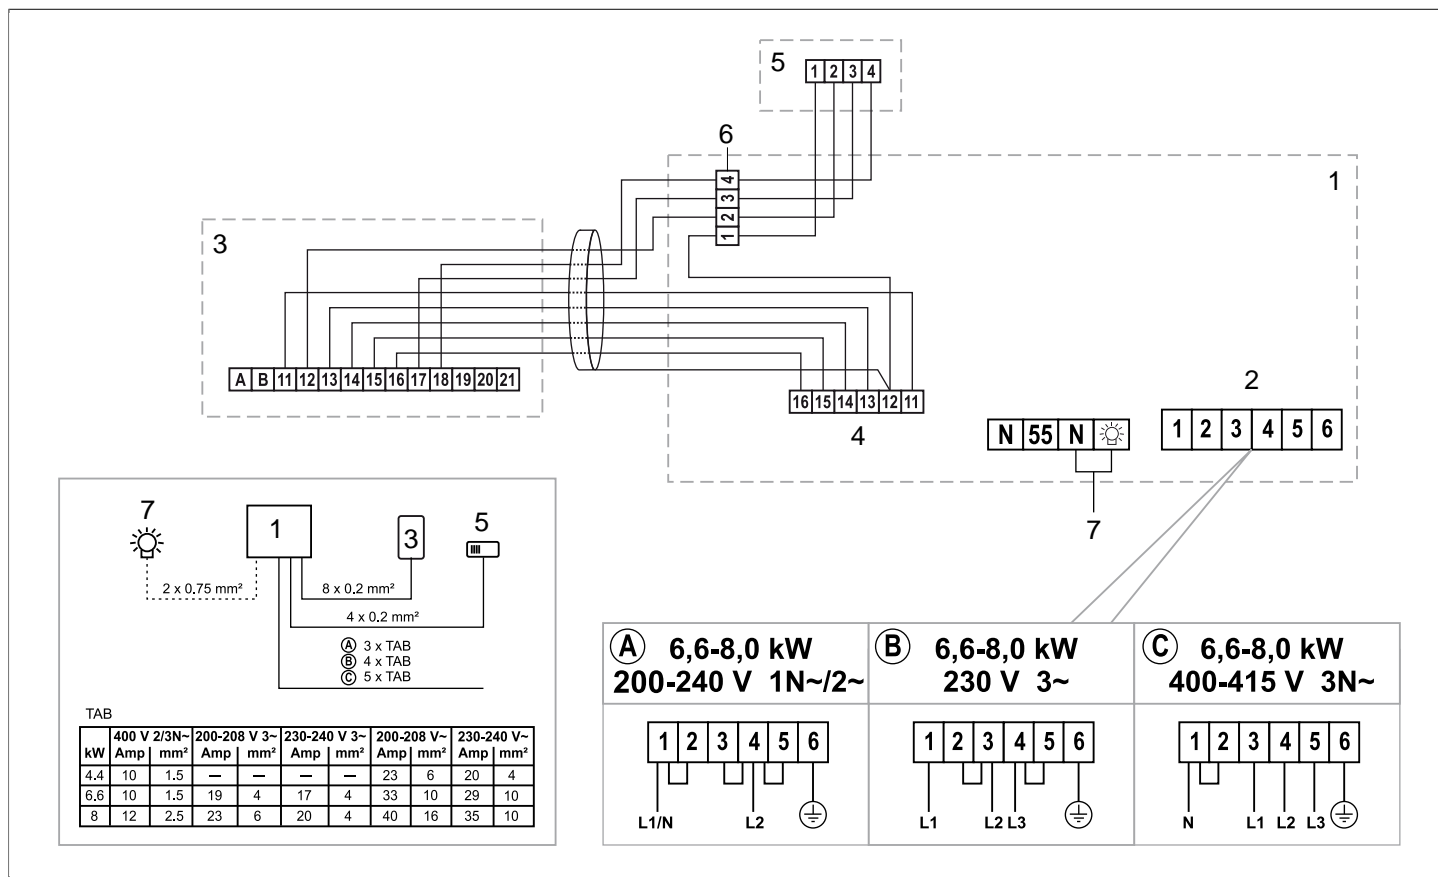 5
1 2 3 4
6
4
3
2
1
1
3
A B 11 12 13 14 15 16 17 18 19 20 21
16 15 14 13 12 11
4
N 55 N
7
2
1 2 3 4 5 6
7
1
3
5
2 x 0.75 mm²
8 x 0.2 mm²
4 x 0.2 mm²
Ⓐ 3 x TAB
Ⓑ 4 x TAB
Ⓒ 5 x TAB
TAB
kW 400 V 2/3N~ 200-208 V 3~ 230-240 V 3~ 200-208 V~ 230-240 V~
Amp mm² Amp mm² Amp mm² Amp mm² Amp mm²
4.4 10 1.5 — — — — 23 6 20 4
6.6 10 1.5 19 4 17 4 33 10 29 10
8 12 2.5 23 6 20 4 40 16 35 10
Ⓐ 6,6-8,0 kW
200-240 V 1N~/2~
1 2 3 4 5 6
L1/N L2
Ⓑ 6,6-8,0 kW
230 V 3~
1 2 3 4 5 6
L1 L2 L3
Ⓒ 6,6-8,0 kW
400-415 V 3N~
1 2 3 4 5 6
N L1 L2 L3